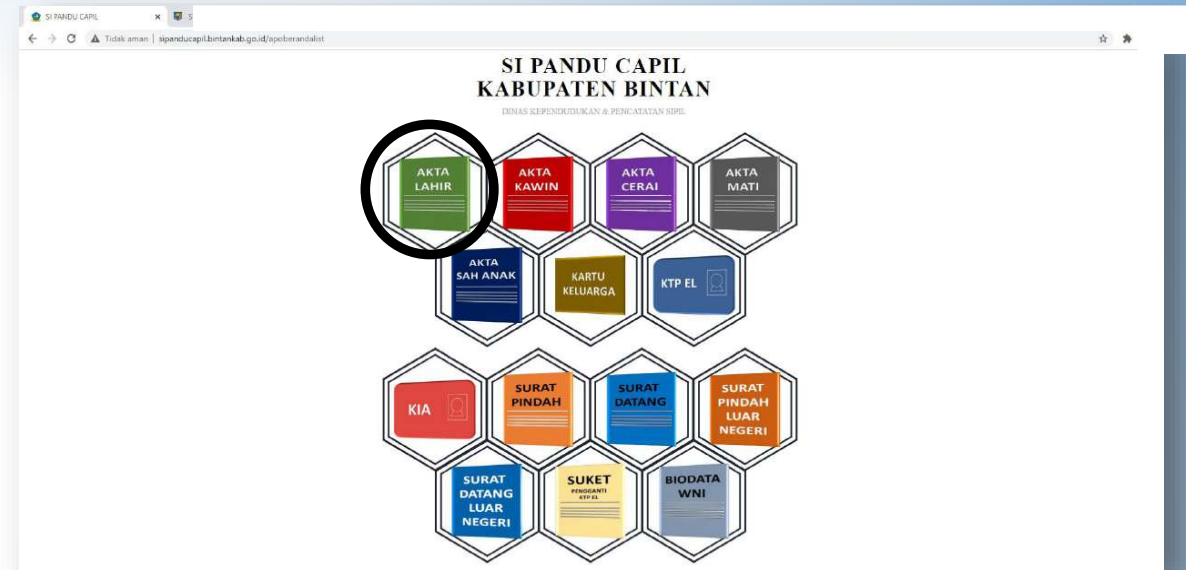 SI PANDU CAPIL
S
Tidak aman | sipanducapil.bintankab.go.id/apoberandalist
SI PANDU CAPIL
KABUPATEN BINTAN
DINAS KEPENDUDUKAN & PENCATATAN SIPIL
AKTA
LAHIR
AKTA
KAWIN
AKTA
CERAI
AKTA
MATI
AKTA
SAH ANAK
KARTU
KELUARGA
KTP EL
KIA
SURAT
PINDAH
SURAT
DATANG
SURAT
PINDAH
LUAR
NEGERI
SURAT
DATANG
LUAR
NEGERI
SUKET
PENGGANTI
KTP EL
BIODATA
WNI